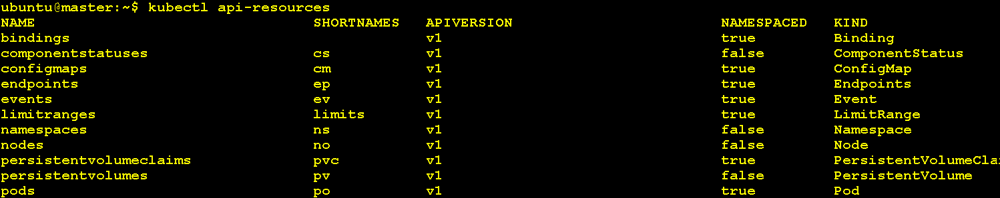 ubuntu@master:~$ kubectl api-resources
NAME SHORTNAMES APIVERSION NAMESPACED KIND
bindings v1 true Binding
componentstatuses cs v1 false ComponentStatus
configmaps cm v1 true ConfigMap
endpoints ep v1 true Endpoints
events ev v1 true Event
limitranges limits v1 true LimitRange
namespaces ns v1 false Namespace
nodes no v1 false Node
persistentvolumeclaims pvc v1 true PersistentVolumeClai
persistentvolumes pv v1 false PersistentVolume
pods po v1 true Pod